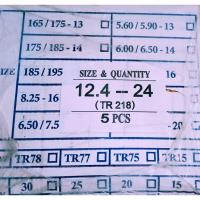 165 / 175 - 13 □ 5.60 / 5.90 - 13 □
175 / 185 - 14 □ 6.00 / 6.50 - 14 □
SIZE 185 / 195 SIZE & QUANTITY 16
8.25 - 16 12.4 -- 24
(TR 218)
6.50 / 7.5 5 PCS -20
TR78 □ TR77 □ TR75 □ TR15
30 25 20 15